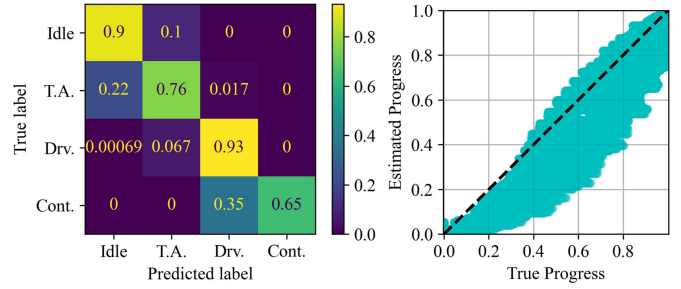 Idle 0.9 0.1 0 0
T.A. 0.22 0.76 0.017 0
Drv. 0.00069 0.067 0.93 0
Cont. 0 0 0.35 0.65
Idle T.A. Drv. Cont.
Predicted label
True label
0.8
0.6
0.4
0.2
0.0
Estimated Progress
1.0
0.8
0.6
0.4
0.2
0.0
0.0 0.2 0.4 0.6 0.8
True Progress